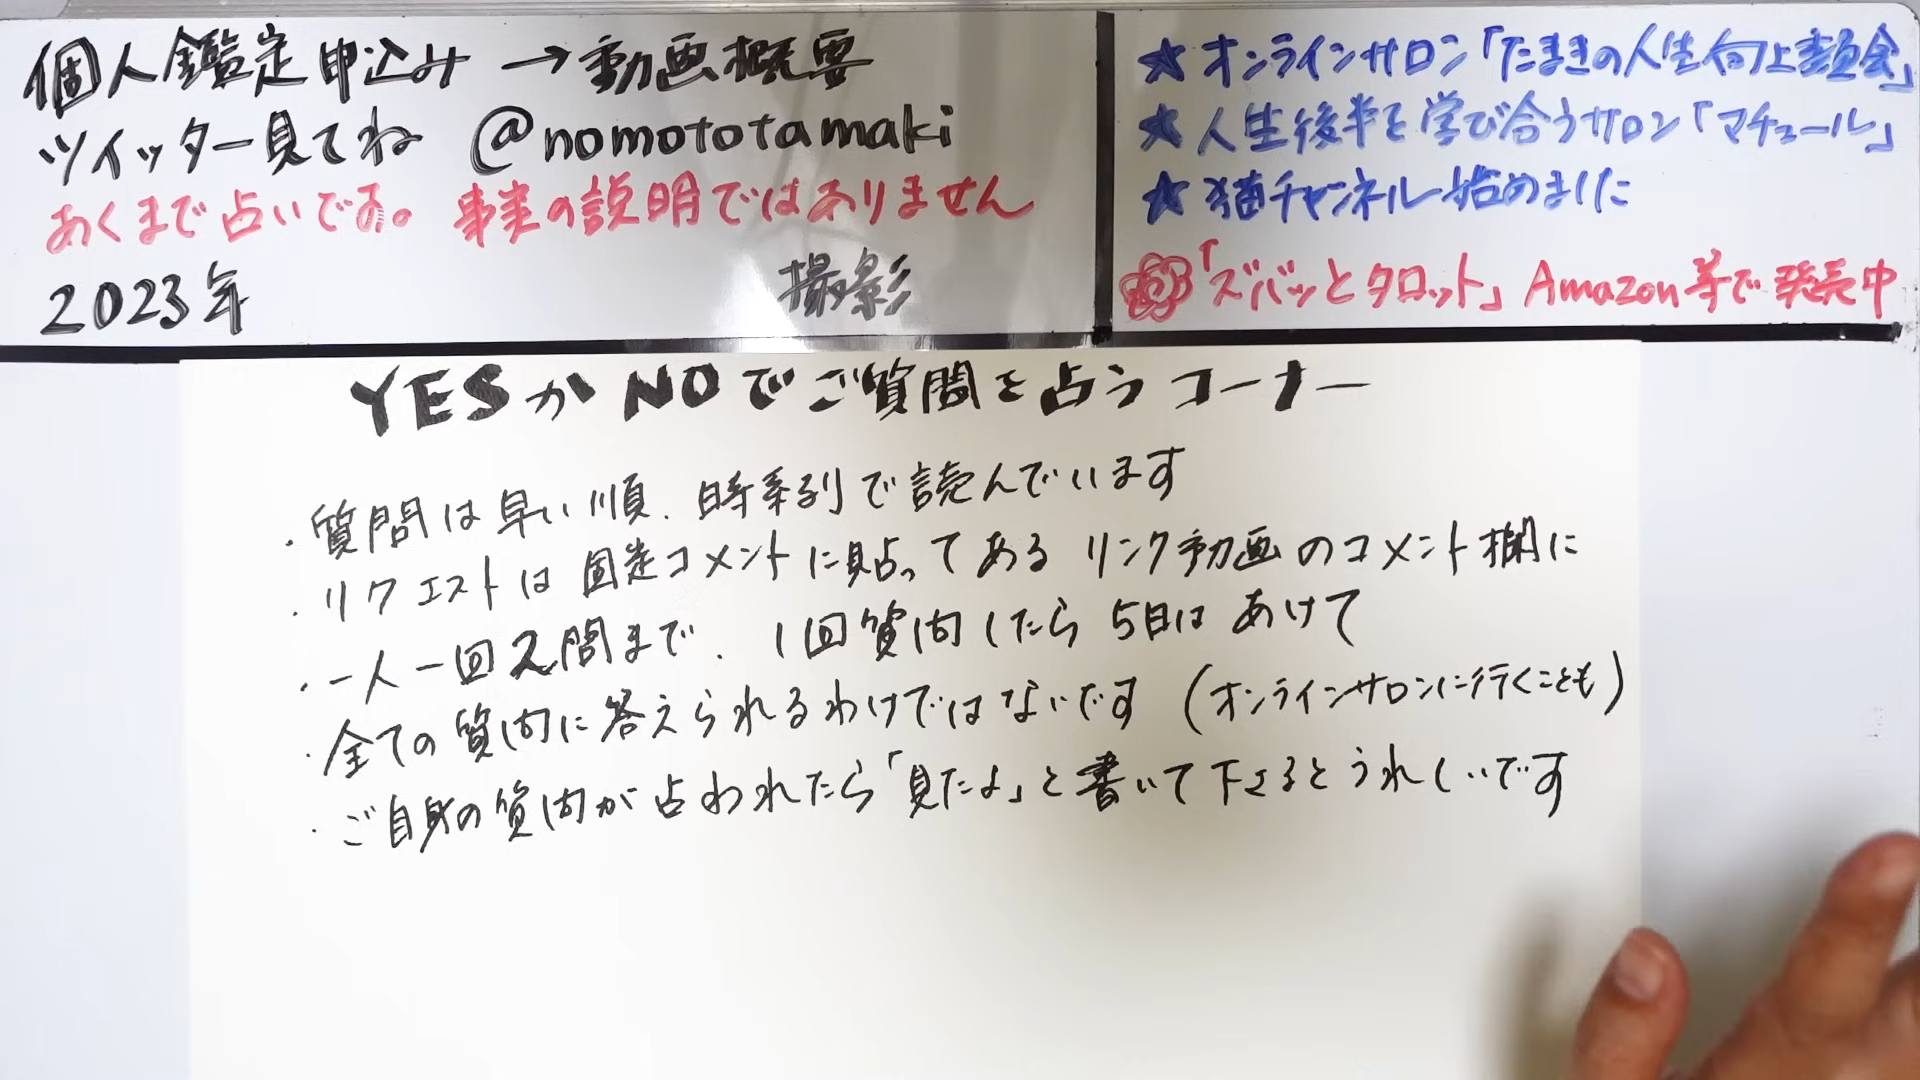 個人鑑定申込み→動画概要
ツイッター見てね @nomototamaki
あくまで占いです。事実の説明ではありません
2023年 撮影
★オンラインサロン「たまきの人生向上委員会」
★人生後半を学び合うサロン「マチュール」
★猫チャンネル始めました
「ズバッとタロット」Amazon等で発売中
YESかNOでご質問を占うコーナー
・質問は早い順、時系列で読んでいます
・リクエストは固定コメントに貼ってあるリンク動画のコメント欄に
・一人一回2問まで、1回質問したら5日はあけて
・全ての質問に答えられるわけではないです(オンラインサロンに行くことも)
・ご自身の質問が占われたら「見たよ」と書いて下さるとうれしいです